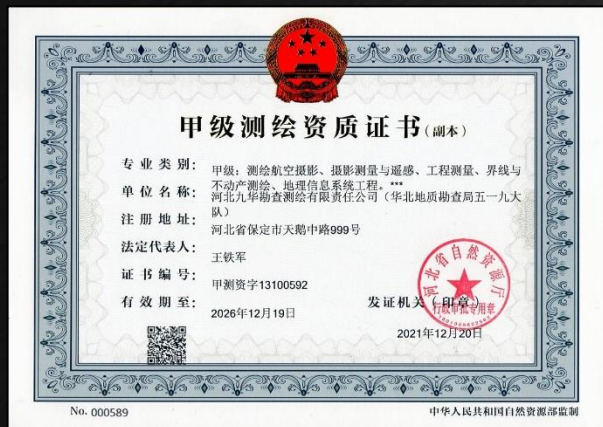 甲级测绘资质证书(副本)
专业类别: 甲级:测绘航空摄影、摄影测量与遥感、工程测量、界线与
不动产测绘、地理信息系统工程。***
单位名称: 河北九华勘查测绘有限责任公司(华北地质勘查局五一九大
队)
注册地址: 河北省保定市天鹅中路999号
法定代表人: 王铁军
证书编号: 甲测资字13100592
有效期至: 2026年12月19日
发证机关(印章)
河北省自然资源厅
行政审批专用章
2021年12月20日
No. 000589
中华人民共和国自然资源部监制